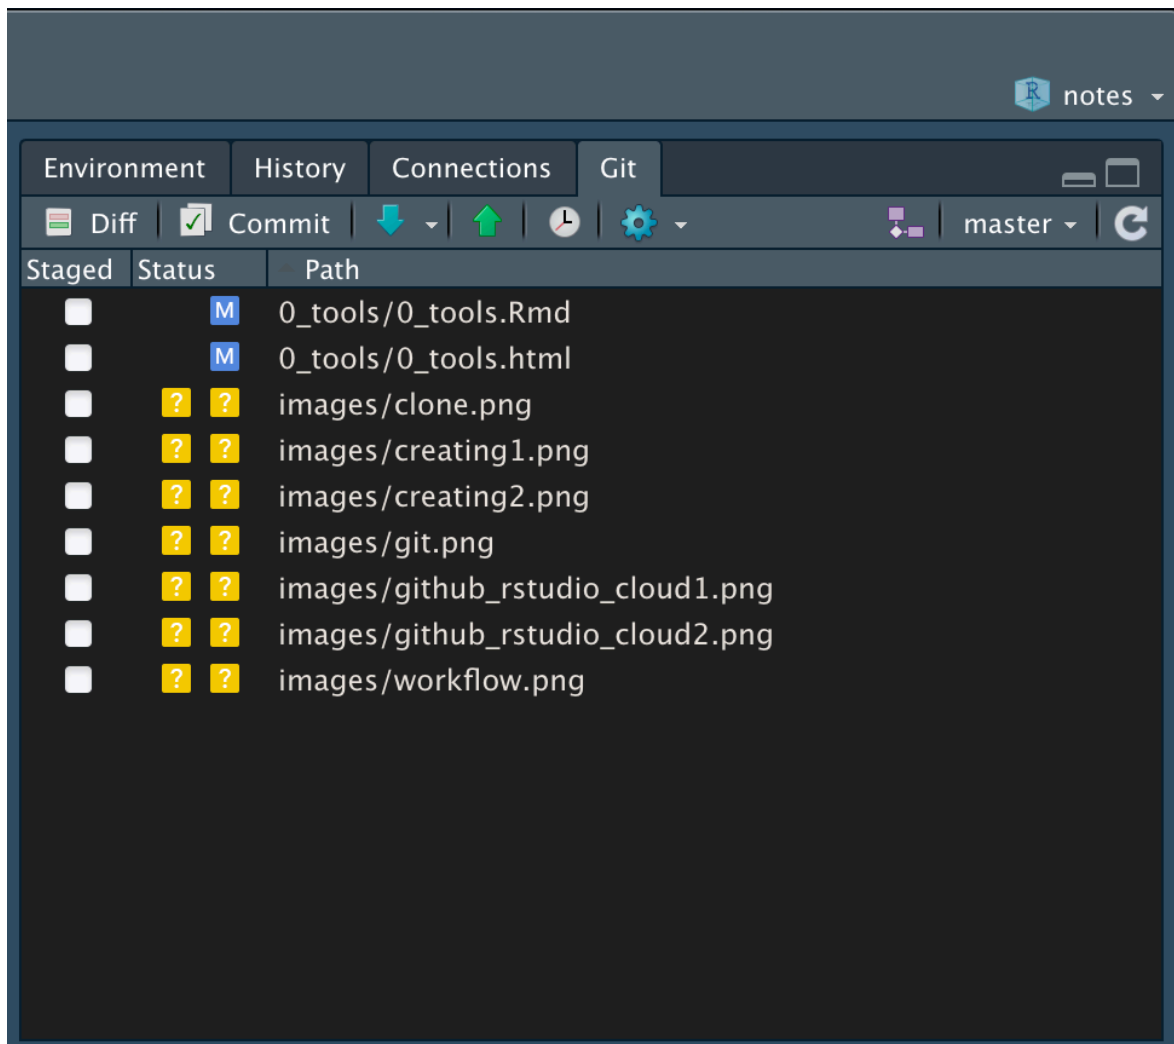 R notes
Environment History Connections Git
Diff Commit master
Staged Status Path
M 0_tools/0_tools.Rmd
M 0_tools/0_tools.html
? ? images/clone.png
? ? images/creating1.png
? ? images/creating2.png
? ? images/git.png
? ? images/github_rstudio_cloud1.png
? ? images/github_rstudio_cloud2.png
? ? images/workflow.png